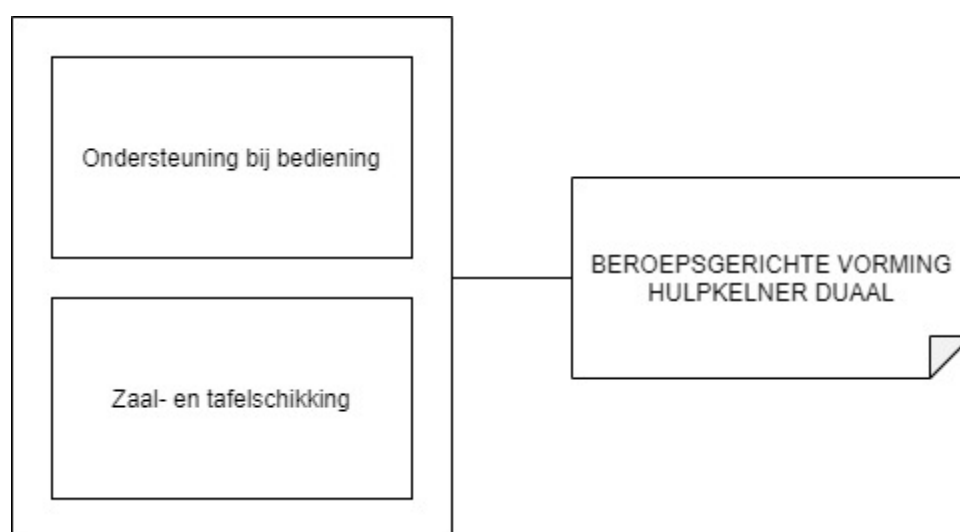 Ondersteuning bij bediening
Zaal- en tafelschikking
BEROEPSGERICHTE VORMING
HULPKELNER DUAAL